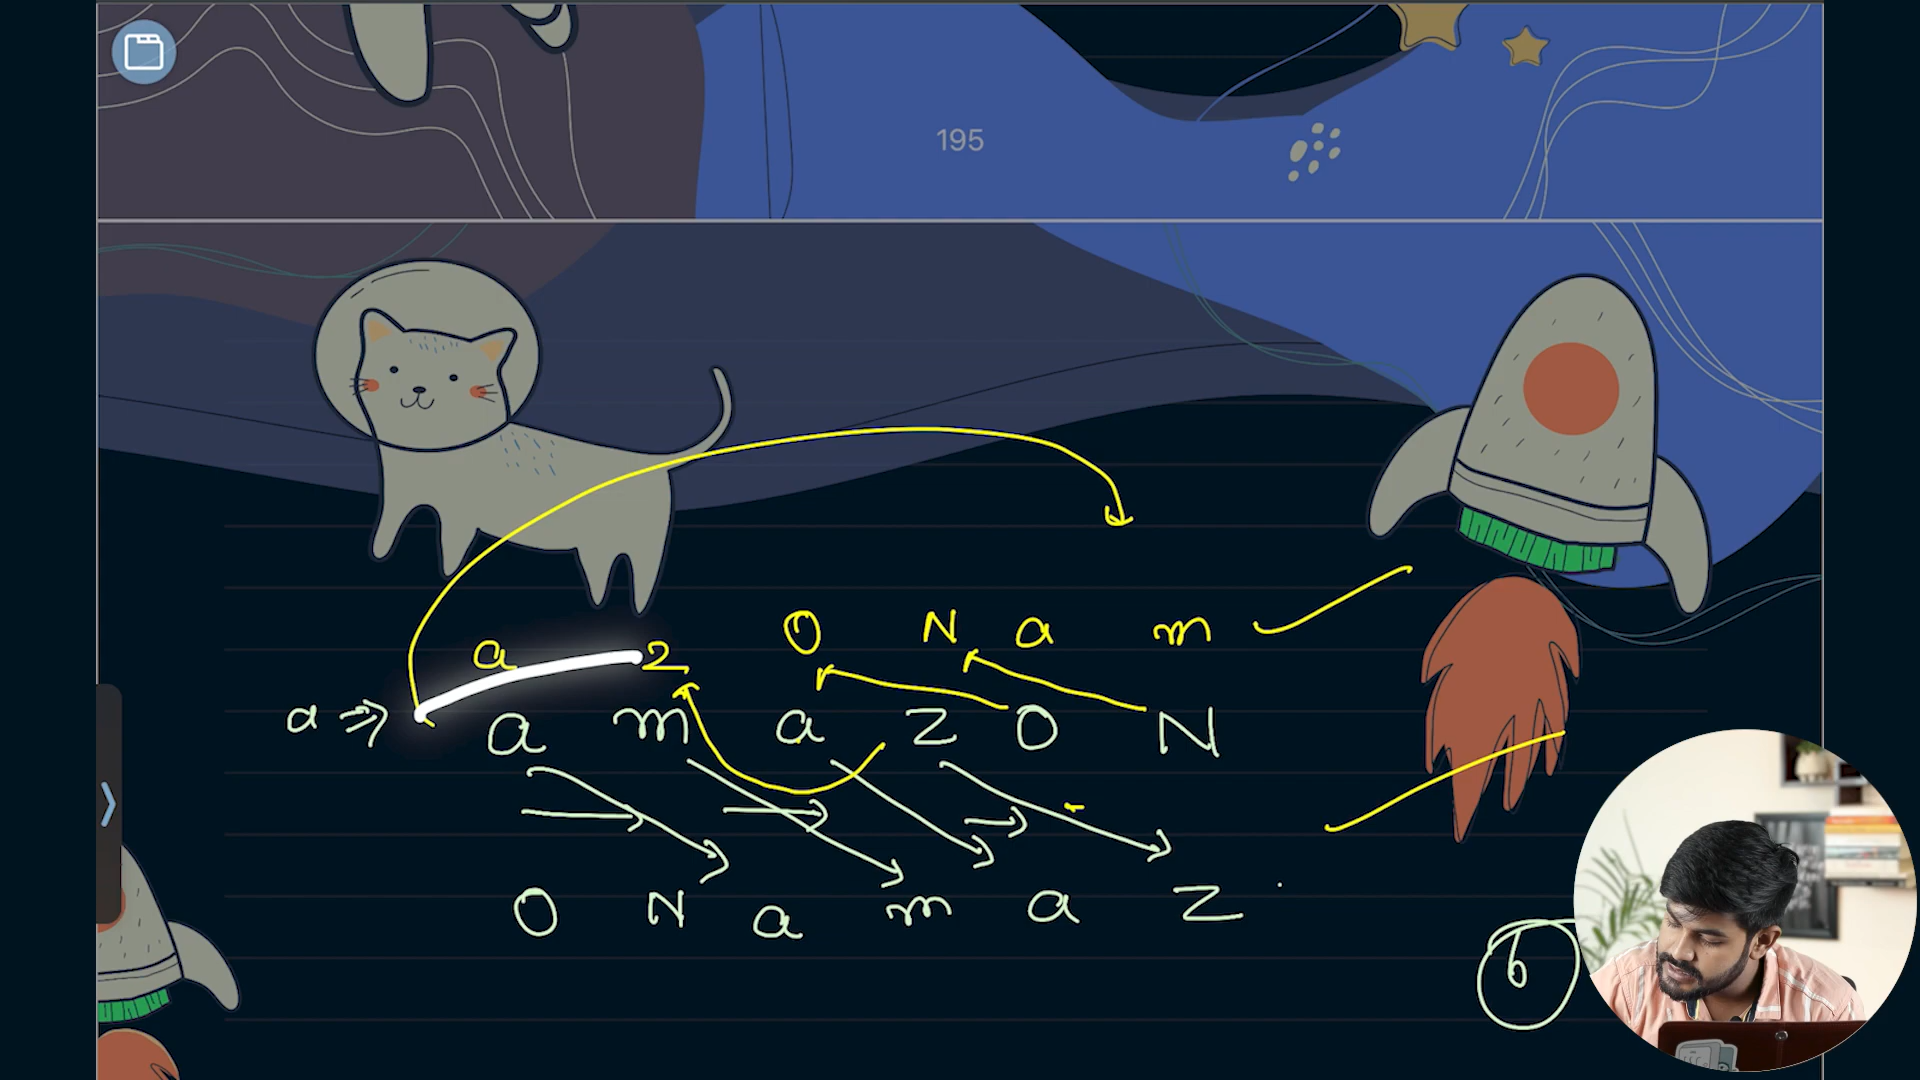 195
a z O N a m
a ⇒ a m a Z O N
O N a m a Z
6